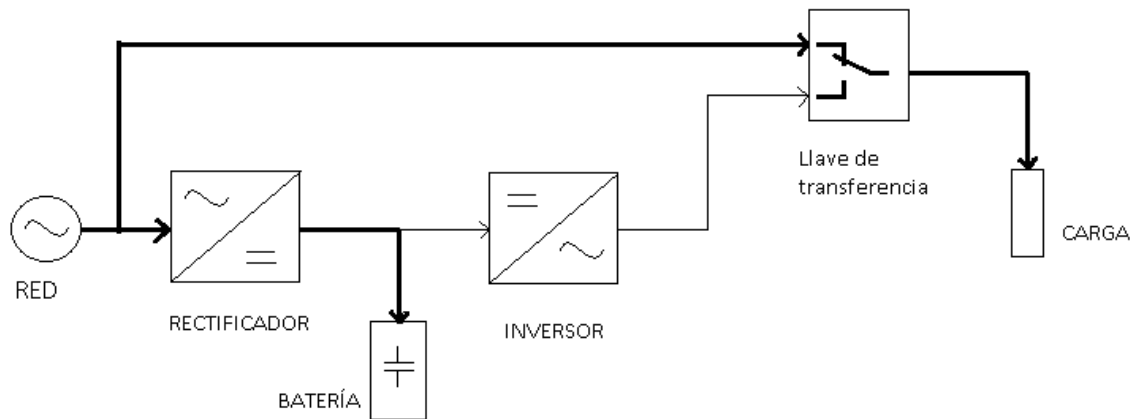 Llave de
transferencia
CARGA
RED
RECTIFICADOR
INVERSOR
BATERÍA